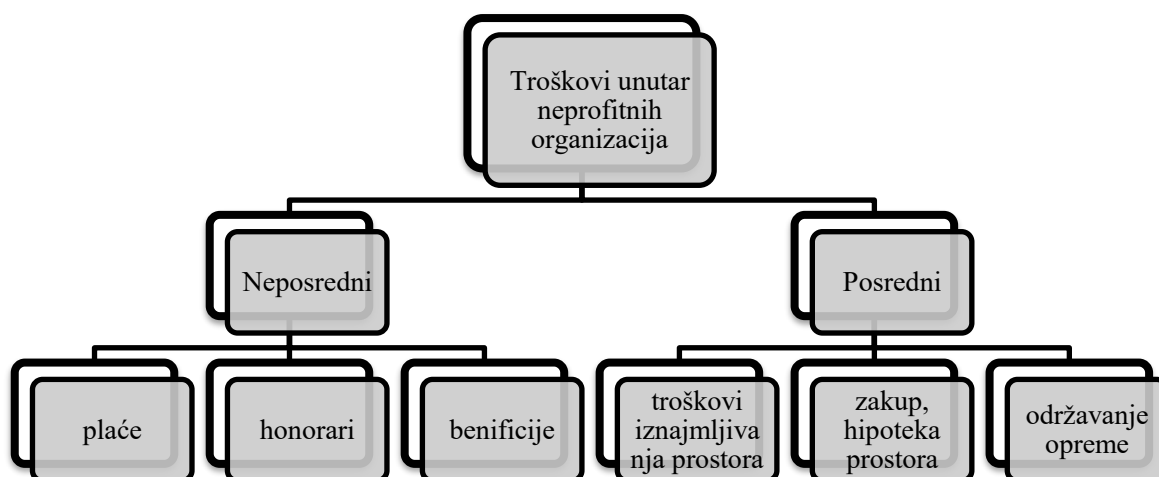 Troškovi unutar
neprofitnih
organizacija
Neposredni
Posredni
plaće
honorari
benificije
troškovi
iznajmljiva
nja prostora
zakup,
hipoteka
prostora
održavanje
opreme